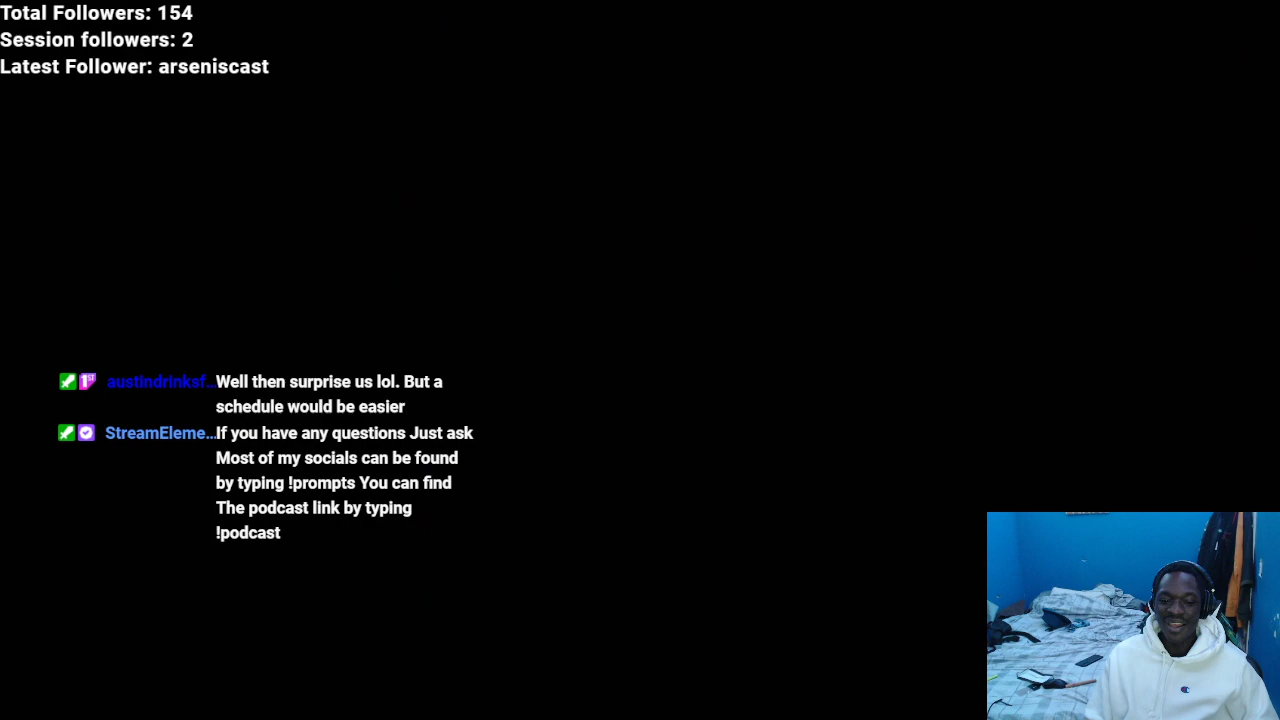 Total Followers: 154
Session followers: 2
Latest Follower: arseniscast
austindrinksf... Well then surprise us lol. But a
schedule would be easier
StreamEleme... If you have any questions Just ask
Most of my socials can be found
by typing !prompts You can find
The podcast link by typing
!podcast